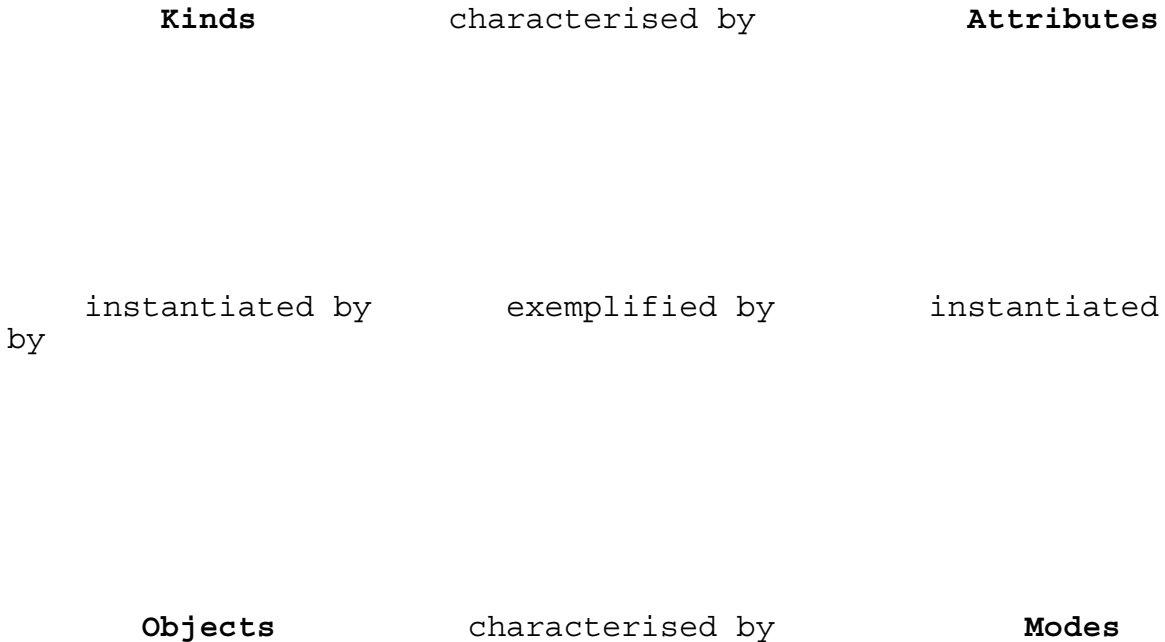 Kinds characterised by Attributes
instantiated by exemplified by instantiated
by
Objects characterised by Modes